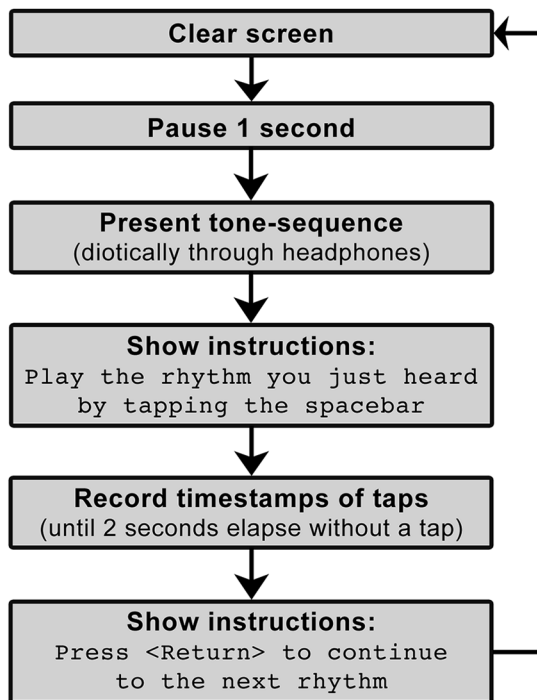 Clear screen
Pause 1 second
Present tone-sequence
(diotically through headphones)
Show instructions:
Play the rhythm you just heard
by tapping the spacebar
Record timestamps of taps
(until 2 seconds elapse without a tap)
Show instructions:
Press <Return> to continue
to the next rhythm